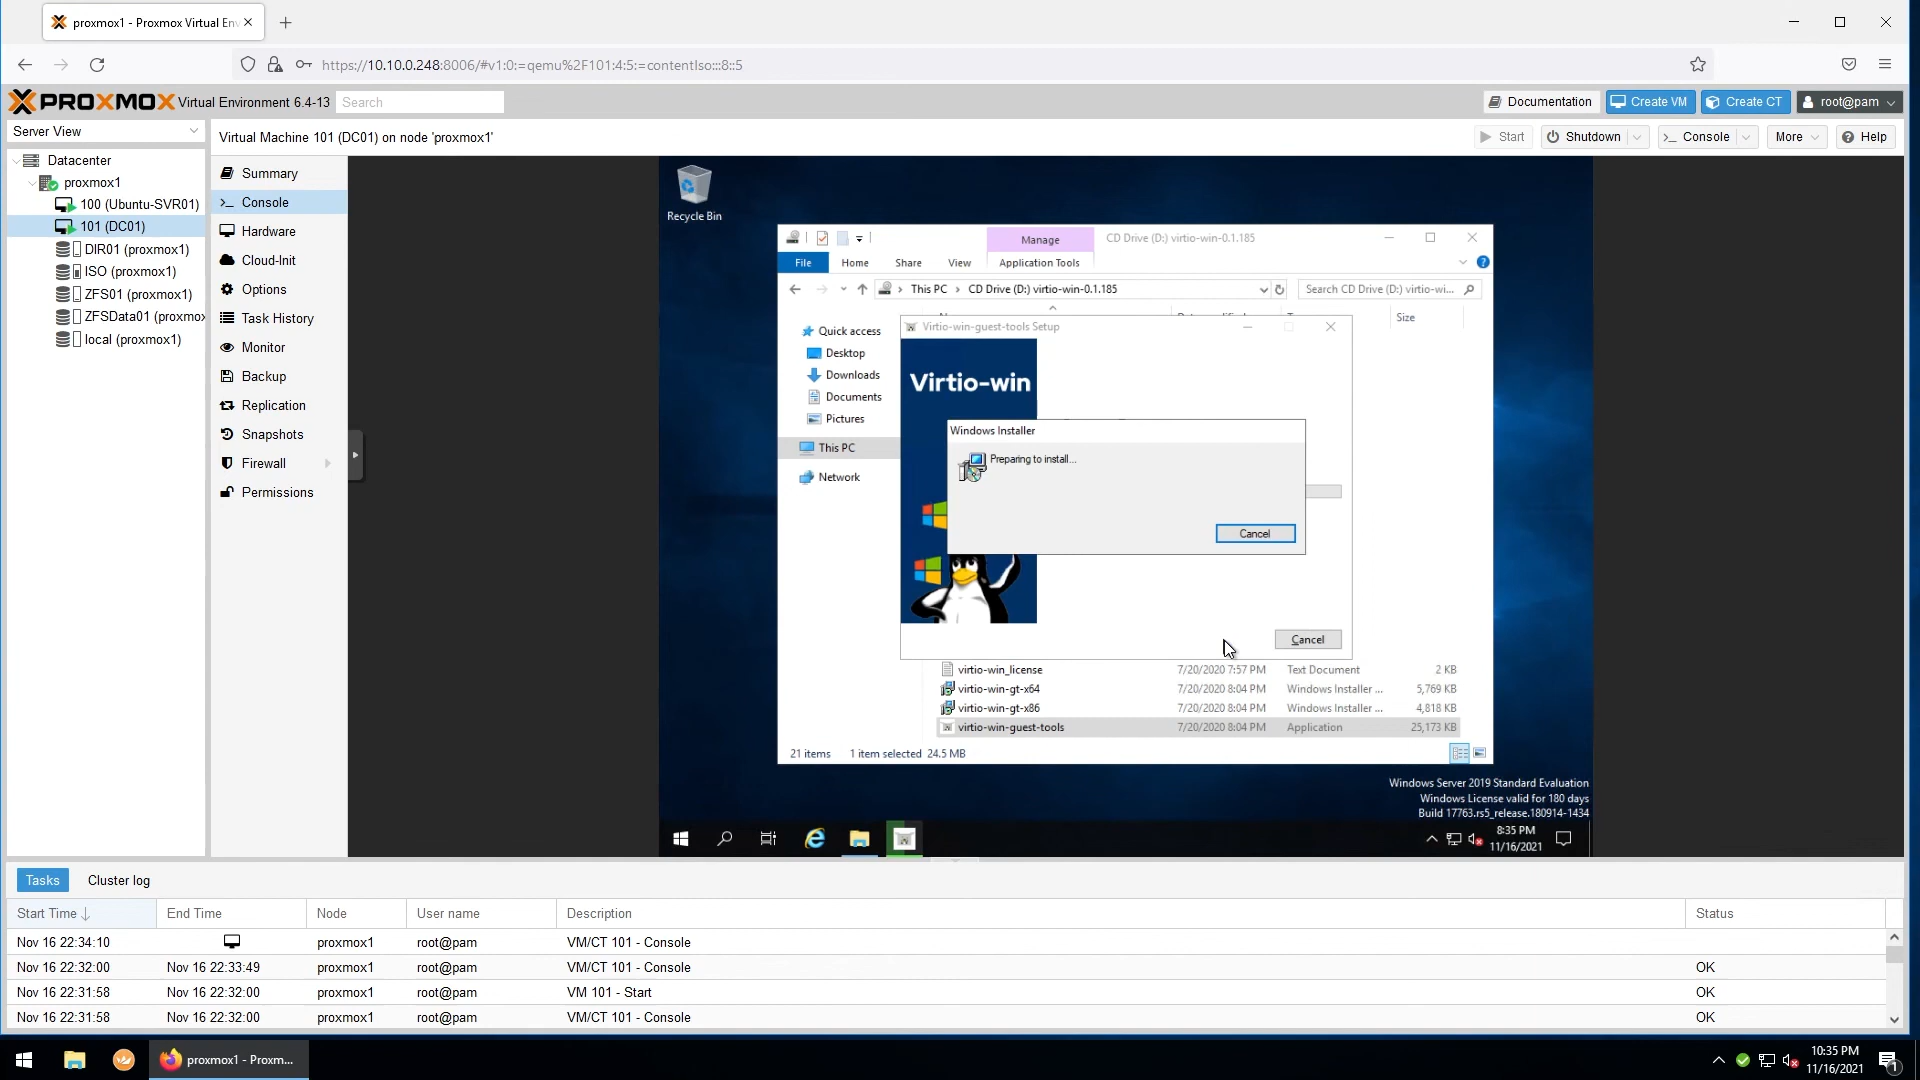 proxmox1 - Proxmox Virtual En
https://10.10.0.248:8006/#v1:0:=qemu%2F101:4:5:=contentIso:::8::5
PROXMOX Virtual Environment 6.4-13
Search
Documentation
Create VM
Create CT
root@pam
Server View
Virtual Machine 101 (DC01) on node 'proxmox1'
Start
Shutdown
Console
More
Help
Datacenter
proxmox1
100 (Ubuntu-SVR01)
101 (DC01)
DIR01 (proxmox1)
ISO (proxmox1)
ZFS01 (proxmox1)
ZFSData01 (proxmox
local (proxmox1)
Summary
Console
Hardware
Cloud-Init
Options
Task History
Monitor
Backup
Replication
Snapshots
Firewall
Permissions
Recycle Bin
Manage
CD Drive (D:) virtio-win-0.1.185
File
Home
Share
View
Application Tools
This PC
CD Drive (D:) virtio-win-0.1.185
Search CD Drive (D:) virtio-wi...
Size
Quick access
Desktop
Downloads
Documents
Pictures
This PC
Network
Virtio-win-guest-tools Setup
Virtio-win
Windows Installer
Preparing to install...
Cancel
Cancel
virtio-win_license 7/20/2020 7:57 PM Text Document 2 KB
virtio-win-gt-x64 7/20/2020 8:04 PM Windows Installer ... 5,769 KB
virtio-win-gt-x86 7/20/2020 8:04 PM Windows Installer ... 4,818 KB
virtio-win-guest-tools 7/20/2020 8:04 PM Application 25,173 KB
21 items 1 item selected 24.5 MB
Windows Server 2019 Standard Evaluation
Windows License valid for 180 days
Build 17763.rs5_release.180914-1434
8:35 PM
11/16/2021
Tasks
Cluster log
Start Time End Time Node User name Description Status
Nov 16 22:34:10 proxmox1 root@pam VM/CT 101 - Console
Nov 16 22:32:00 Nov 16 22:33:49 proxmox1 root@pam VM/CT 101 - Console OK
Nov 16 22:31:58 Nov 16 22:32:00 proxmox1 root@pam VM 101 - Start OK
Nov 16 22:31:58 Nov 16 22:32:00 proxmox1 root@pam VM/CT 101 - Console OK
proxmox1 - Proxm...
10:35 PM
11/16/2021
1